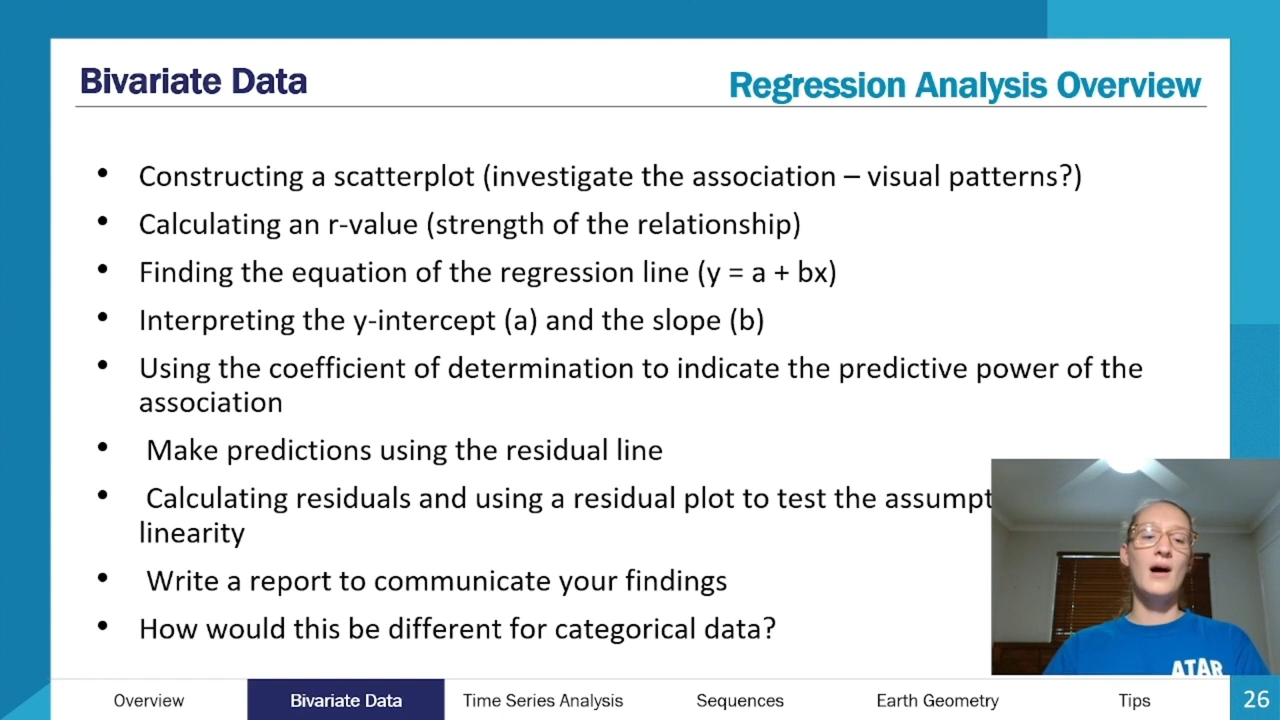 Bivariate Data
Regression Analysis Overview
• Constructing a scatterplot (investigate the association – visual patterns?)
• Calculating an r-value (strength of the relationship)
• Finding the equation of the regression line (y = a + bx)
• Interpreting the y-intercept (a) and the slope (b)
• Using the coefficient of determination to indicate the predictive power of the
association
• Make predictions using the residual line
• Calculating residuals and using a residual plot to test the
linearity
• Write a report to communicate your findings
• How would this be different for categorical data?
ATAR
Overview Bivariate Data Time Series Analysis Sequences Earth Geometry Tips 26